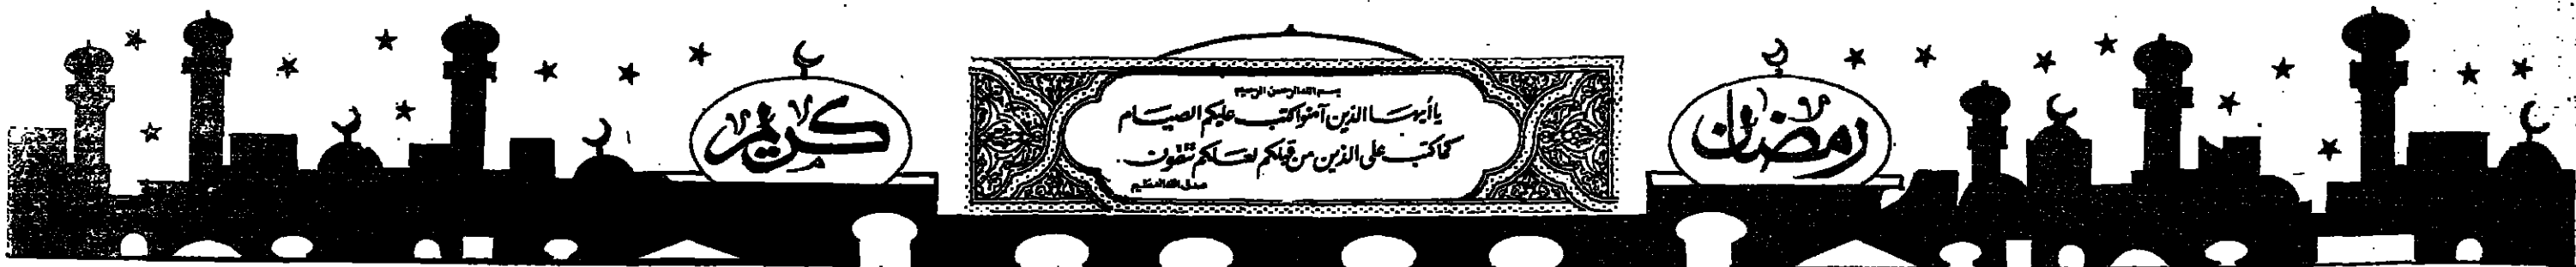 رمضان
بسم الله الرحمن الرحيم
يا أيها الذين آمنوا كتب عليكم الصيام
كما كتب على الذين من قبلكم لعلكم تتقون.
صدق الله العظيم
كريم